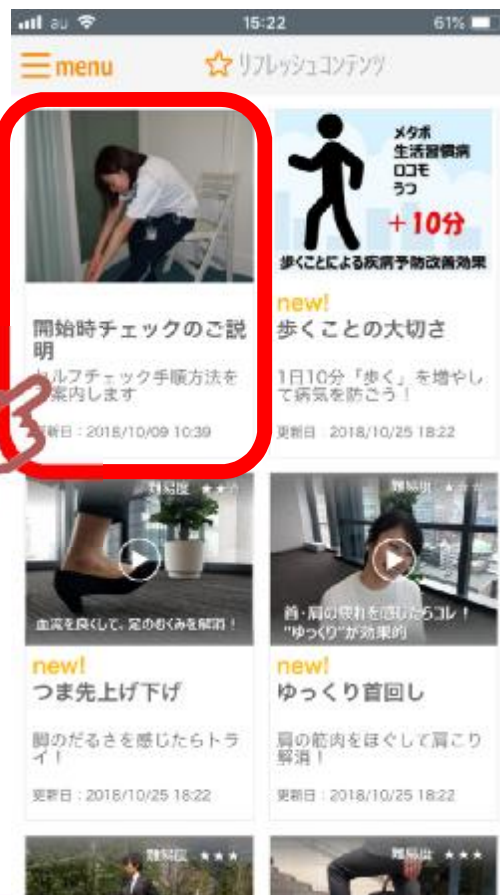 au 15:22 61%
menu ☆ リフレッシュコンテンツ
メタボ
生活習慣病
ロコモ
うつ
+10分
歩くことによる疾病予防改善効果
開始時チェックのご説
明
セルフチェック手順方法を
案内します
更新日：2018/10/09 10:39
new!
歩くことの大切さ
1日10分「歩く」を増やし
て病気を防ごう！
更新日：2018/10/25 18:22
難易度 ★★☆
血流を良くして、足のむくみを解消！
new!
つま先上げ下げ
脚のだるさを感じたらトラ
イ！
更新日：2018/10/25 18:22
難易度 ★☆☆
首・肩の疲れを感じたらコレ！
"ゆっくり"が効果的
new!
ゆっくり首回し
肩の筋肉をほぐして肩こり
解消！
更新日：2018/10/25 18:22
難易度 ★★★
難易度 ★★★